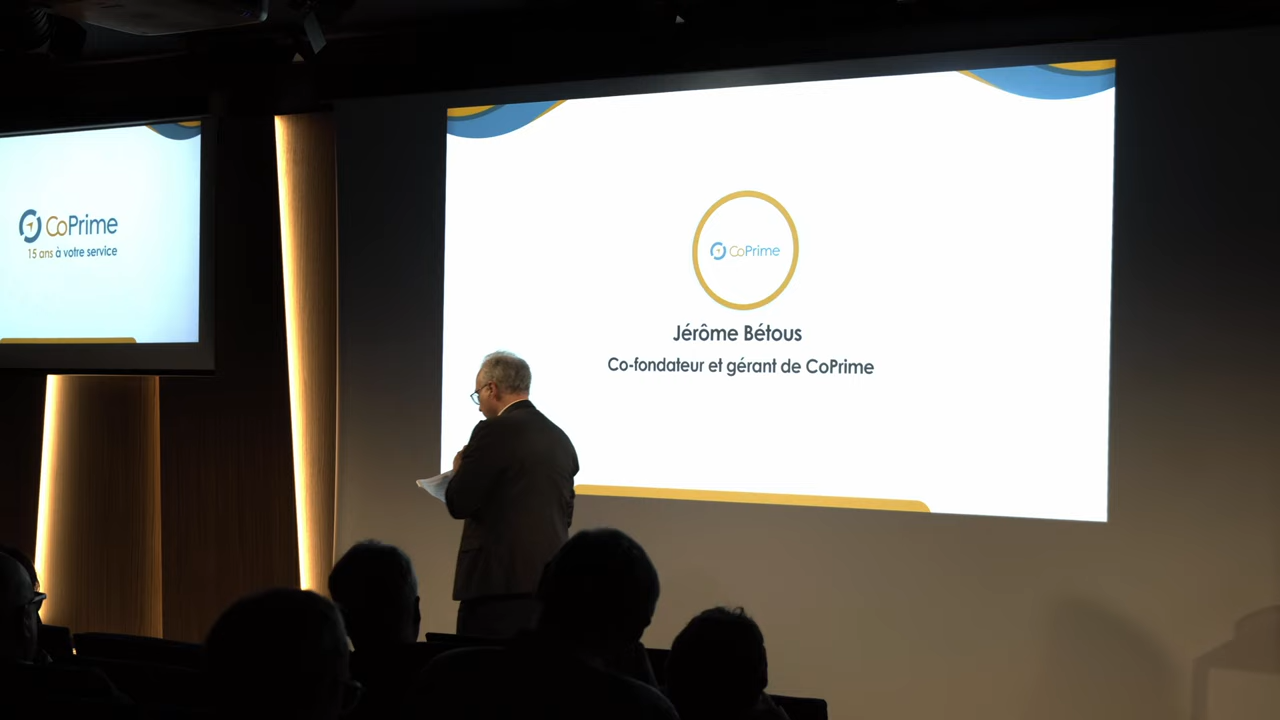 CoPrime
15 ans à votre service
CoPrime
Jérôme Bétous
Co-fondateur et gérant de CoPrime